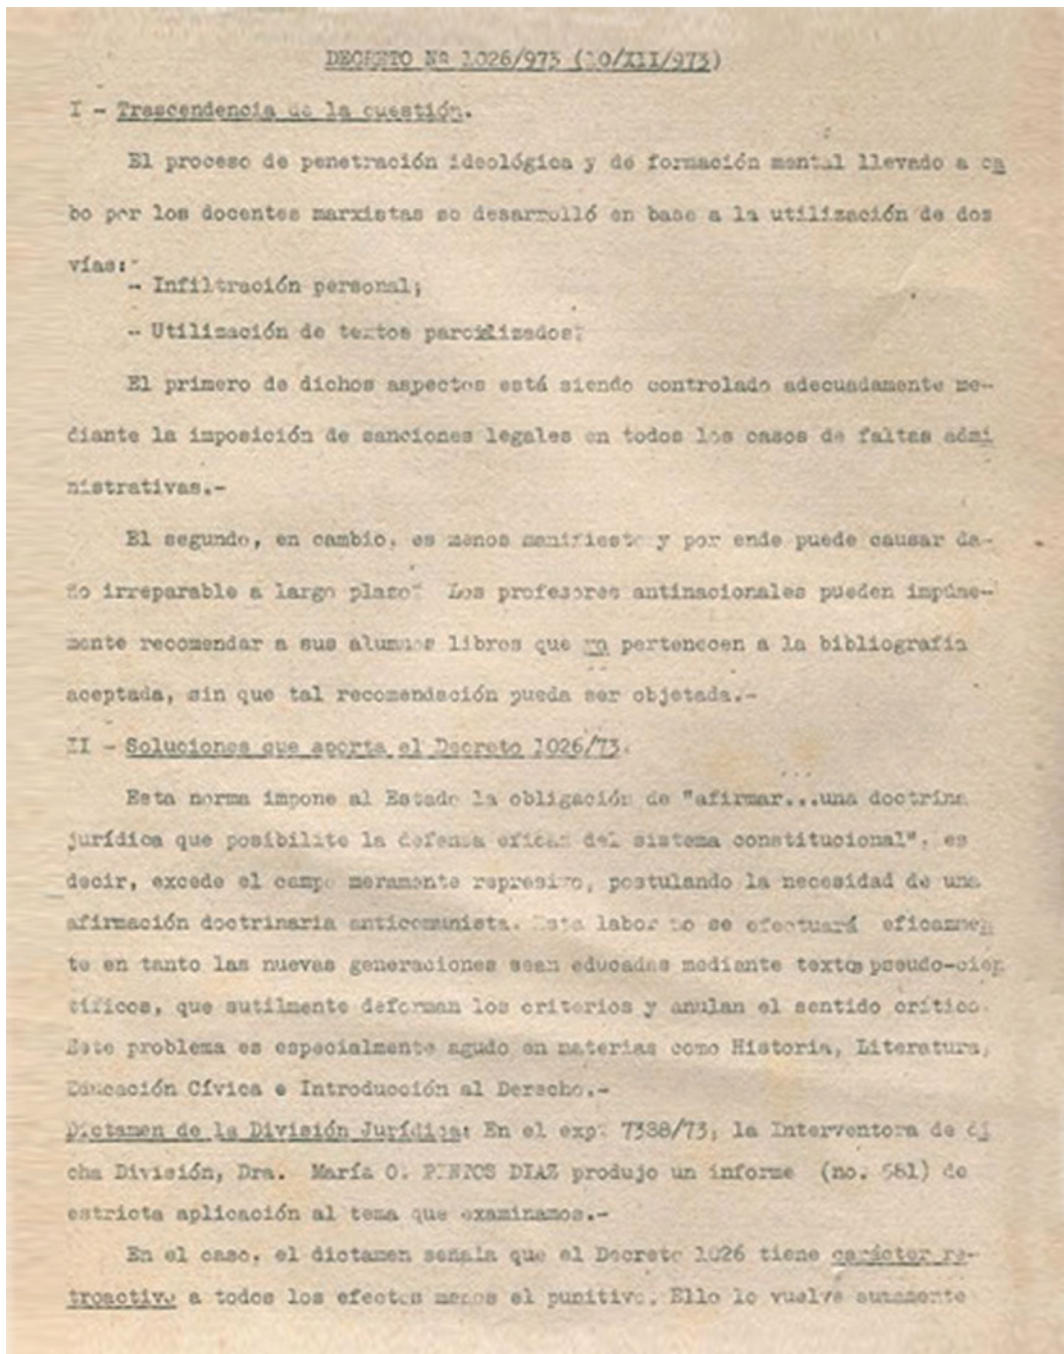 DECRETO Nº 1026/973 (10/XII/973)
I - Trascendencia de la cuestión.
El proceso de penetración ideológica y de formación mental llevado a ca
bo por los docentes marxistas se desarrolló en base a la utilización de dos
vías:-
- Infiltración personal;
- Utilización de textos parcializados.
El primero de dichos aspectos está siendo controlado adecuadamente me-
diante la imposición de sanciones legales en todos los casos de faltas admi
nistrativas.-
El segundo, en cambio, es menos manifiesto y por ende puede causar da-
ño irreparable a largo plazo. Los profesores antinacionales pueden impúne-
mente recomendar a sus alumnos libros que ya pertenecen a la bibliografía
aceptada, sin que tal recomendación pueda ser objetada.-
II - Soluciones que aporta el Decreto 1026/73.
Esta norma impone al Estado la obligación de "afirmar...una doctrina
jurídica que posibilite la defensa eficaz del sistema constitucional", es
decir, excede el campo meramente represivo, postulando la necesidad de una
afirmación doctrinaria anticomunista. Esta labor no se efectuará eficazmen
te en tanto las nuevas generaciones sean educadas mediante textos pseudo-cien
tíficos, que sutilmente deforman los criterios y anulan el sentido crítico.
Este problema es especialmente agudo en materias como Historia, Literatura,
Educación Cívica e Introducción al Derecho.-
Dictamen de la División Jurídica: En el exp. 7388/73, la Interventora de di
cha División, Dra. María O. PINTOS DIAZ produjo un informe (no. 581) de
estricta aplicación al tema que examinamos.-
En el caso, el dictamen señala que el Decreto 1026 tiene carácter re-
troactivo a todos los efectos menos el punitivo. Ello lo vuelve sumamente